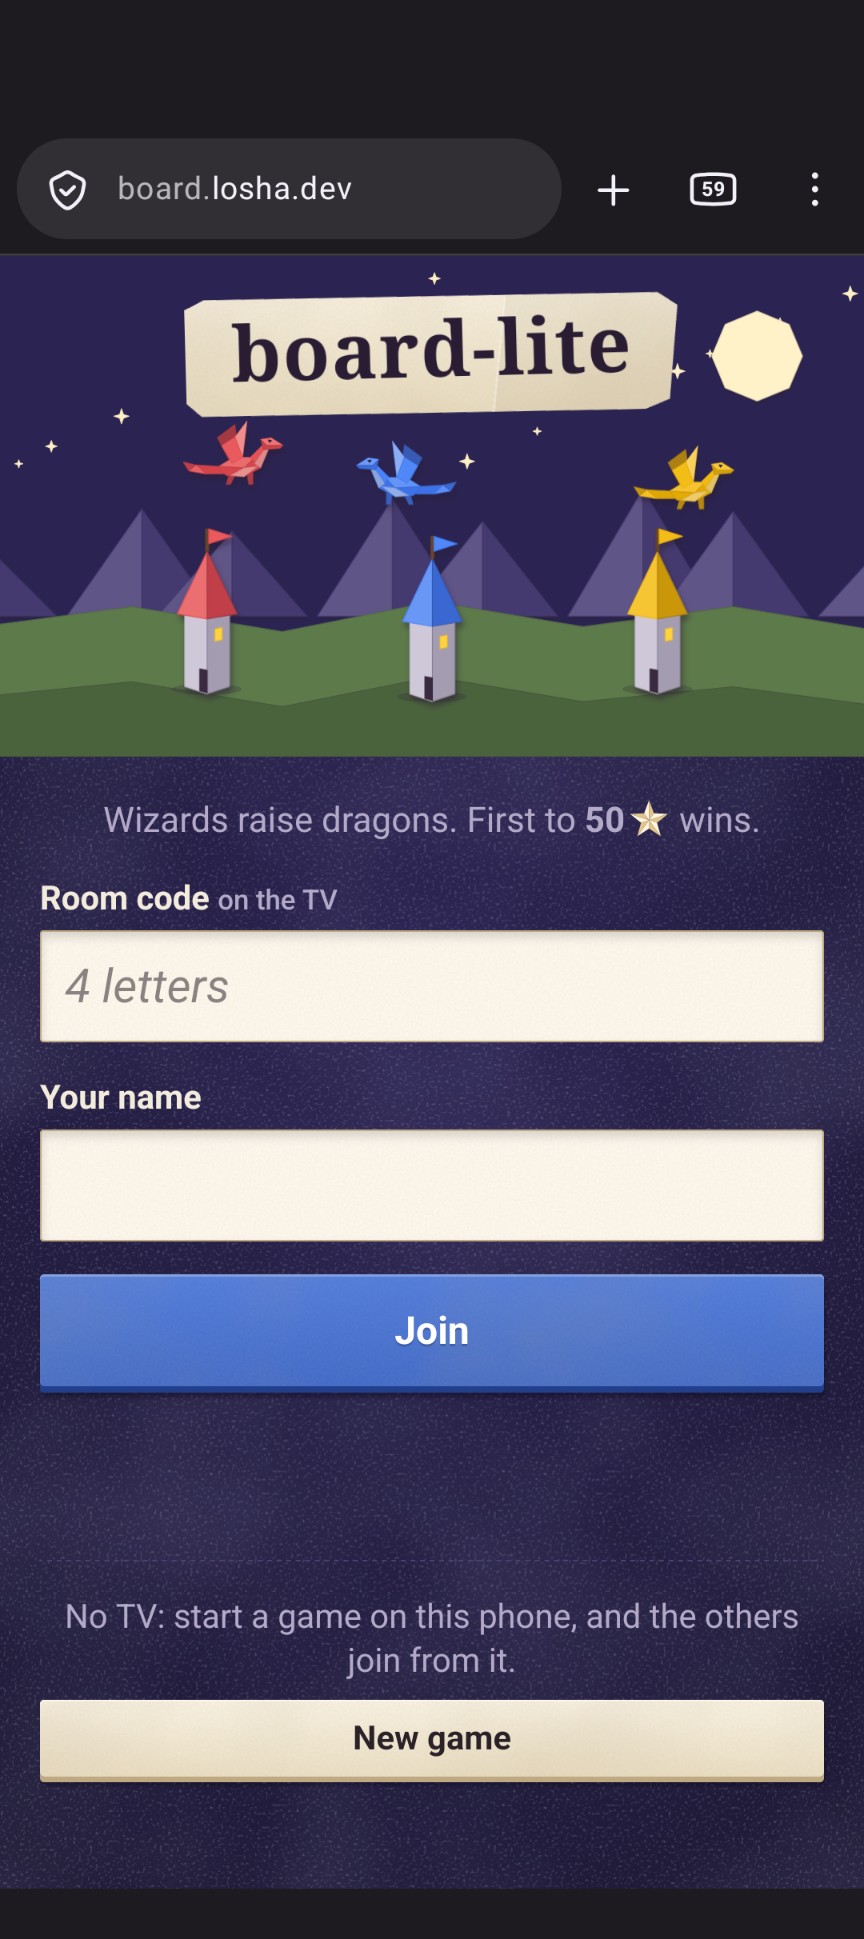 board.losha.dev
59
board-lite
Wizards raise dragons. First to 50 wins.
Room code on the TV
4 letters
Your name
Join
No TV: start a game on this phone, and the others
join from it.
New game